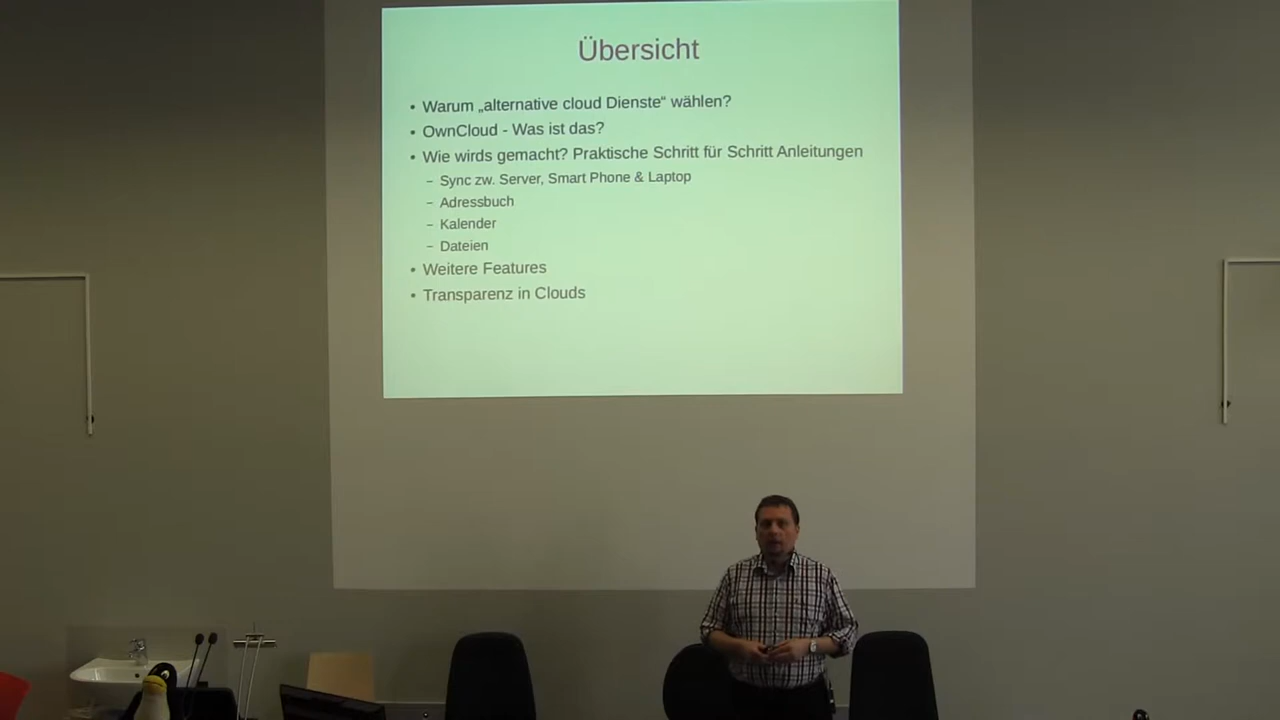 Übersicht
• Warum „alternative cloud Dienste“ wählen?
• OwnCloud - Was ist das?
• Wie wirds gemacht? Praktische Schritt für Schritt Anleitungen
– Sync zw. Server, Smart Phone & Laptop
– Adressbuch
– Kalender
– Dateien
• Weitere Features
• Transparenz in Clouds